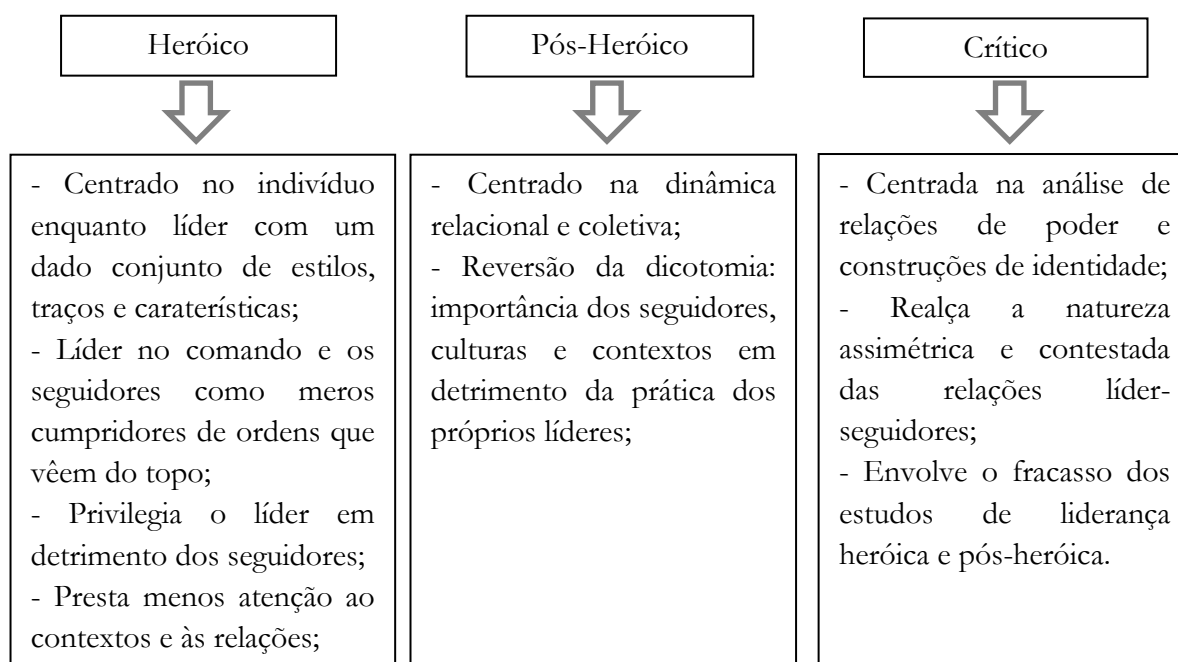 Heróico
Pós-Heróico
Crítico
- Centrado no indivíduo
enquanto líder com um
dado conjunto de estilos,
traços e caraterísticas;
- Líder no comando e os
seguidores como meros
cumpridores de ordens que
vêem do topo;
- Privilegia o líder em
detrimento dos seguidores;
- Presta menos atenção ao
contextos e às relações;
- Centrado na dinâmica
relacional e coletiva;
- Reversão da dicotomia:
importância dos seguidores,
culturas e contextos em
detrimento da prática dos
próprios líderes;
- Centrada na análise de
relações de poder e
construções de identidade;
- Realça a natureza
assimétrica e contestada
das relações líder-
seguidores;
- Envolve o fracasso dos
estudos de liderança
heróica e pós-heróica.